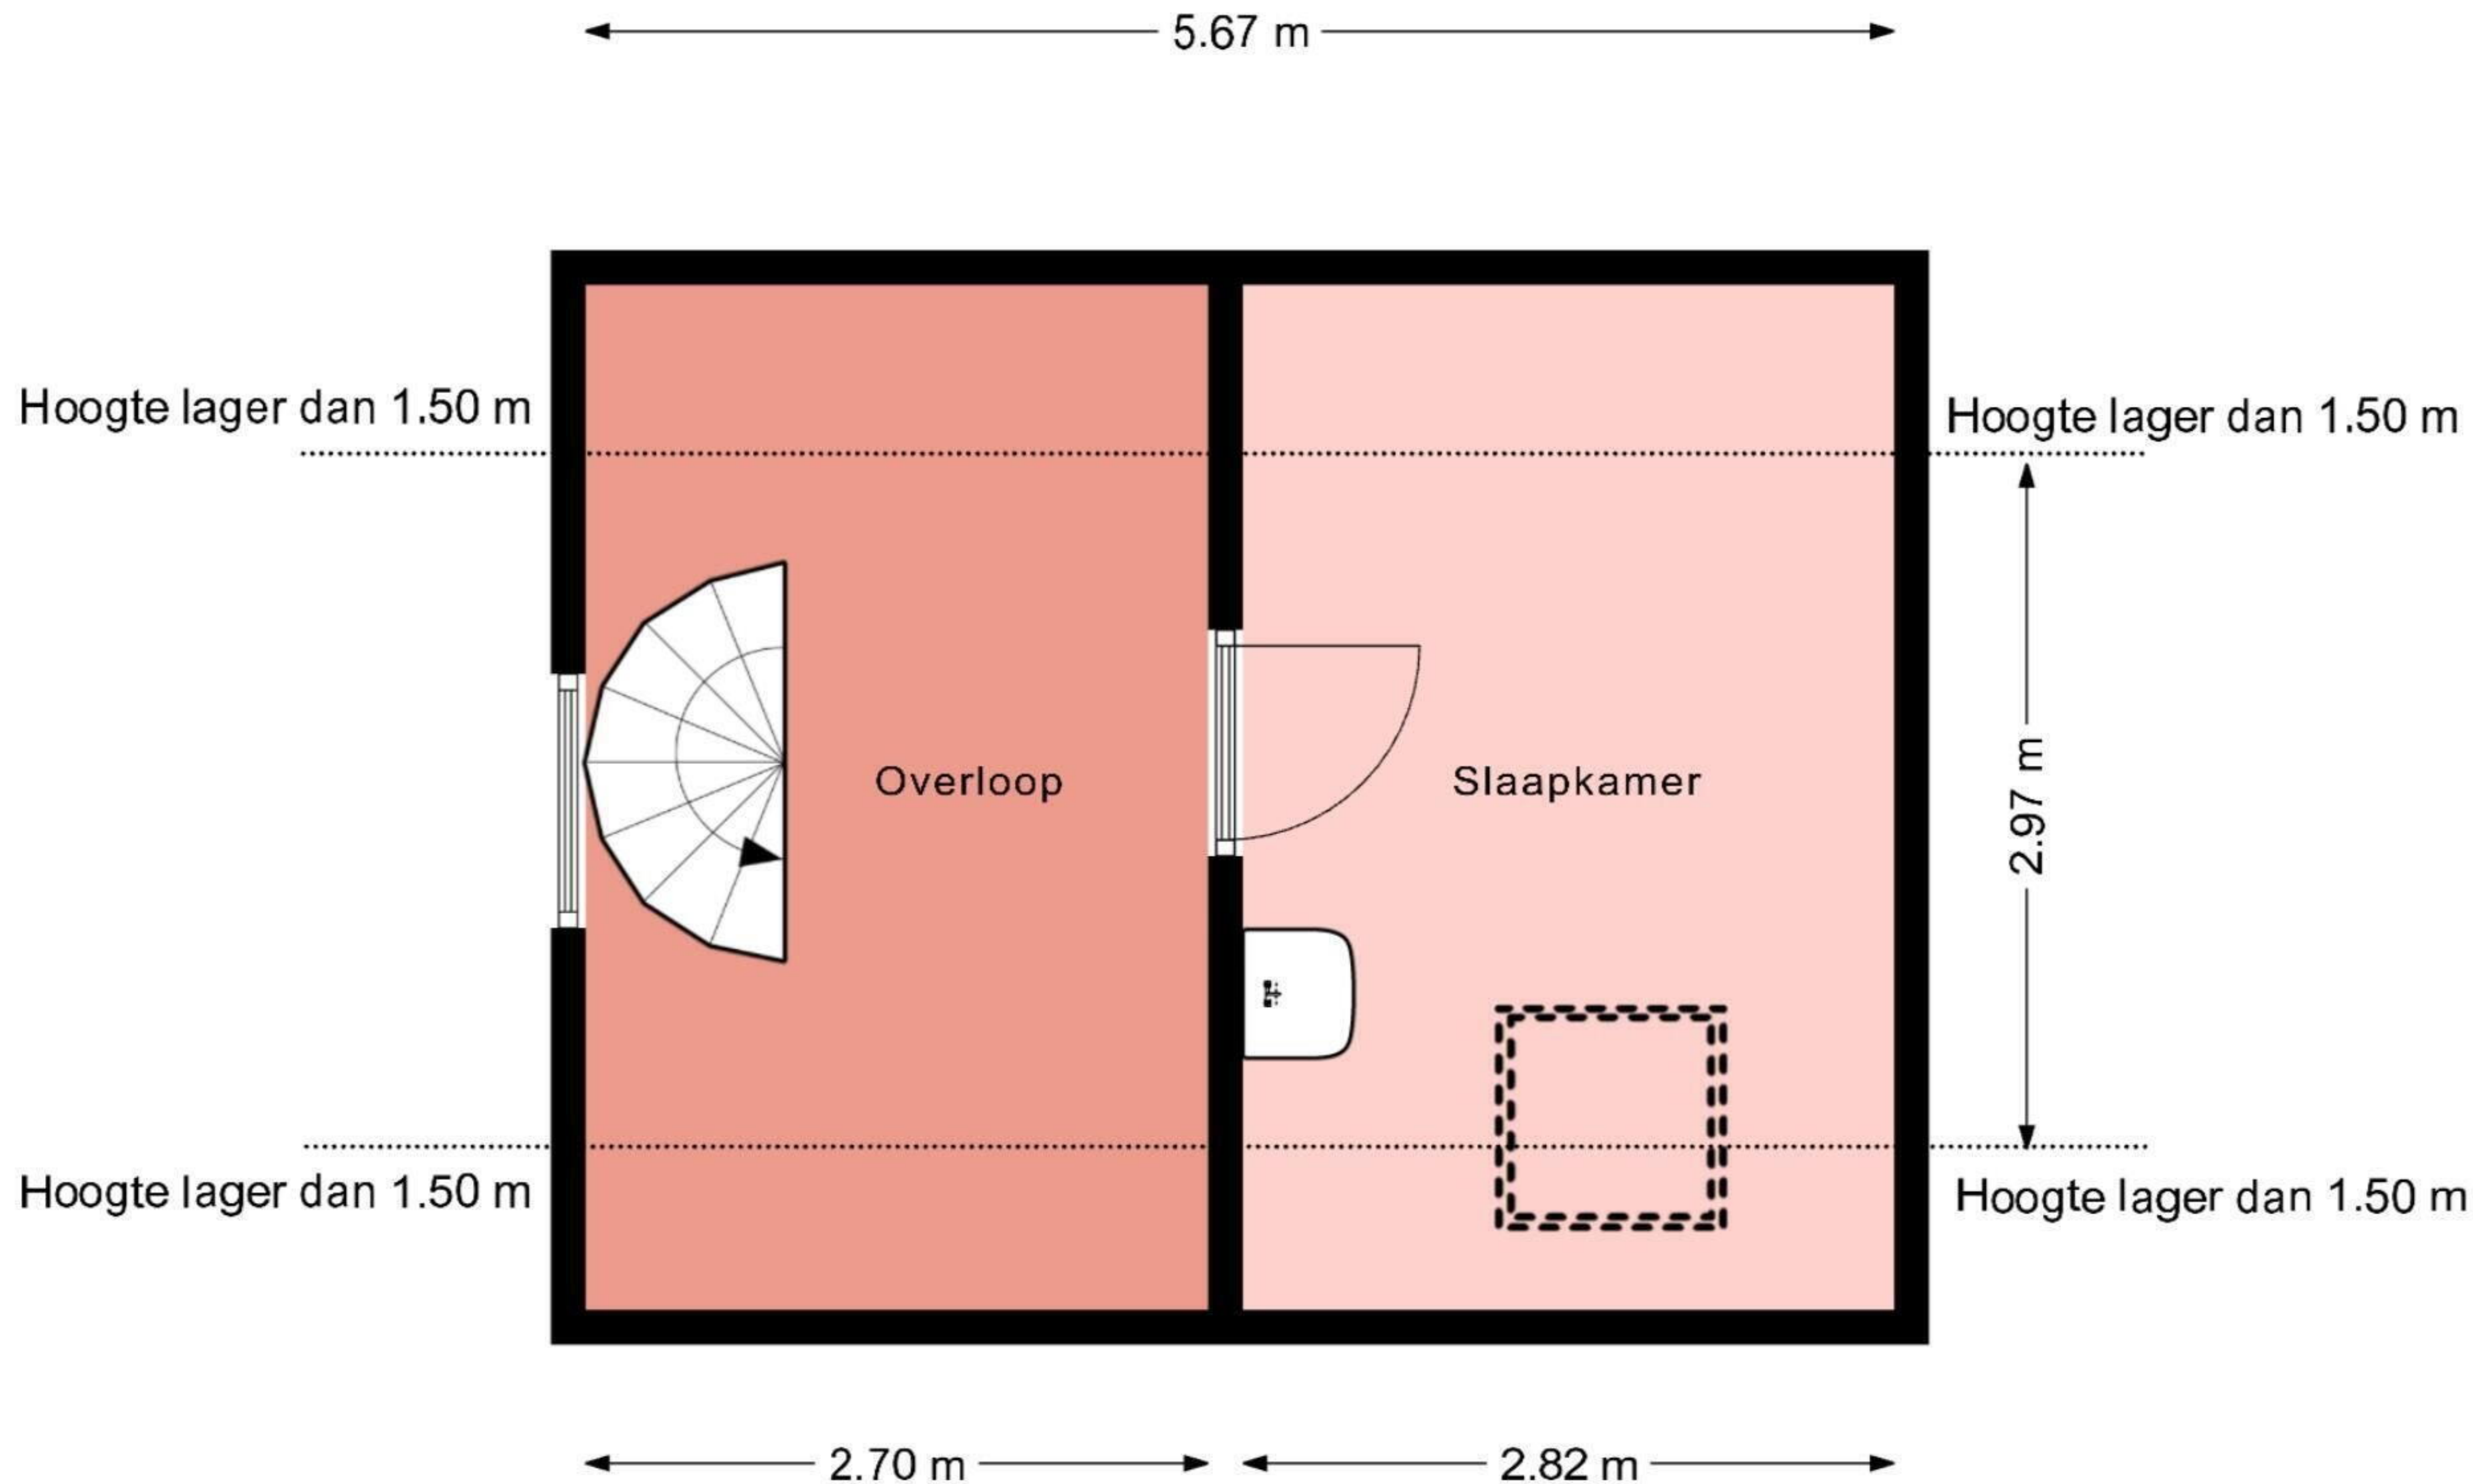 5.67 m
Hoogte lager dan 1.50 m
Hoogte lager dan 1.50 m
Overloop
Slaapkamer
2.97 m
Hoogte lager dan 1.50 m
Hoogte lager dan 1.50 m
2.70 m
2.82 m